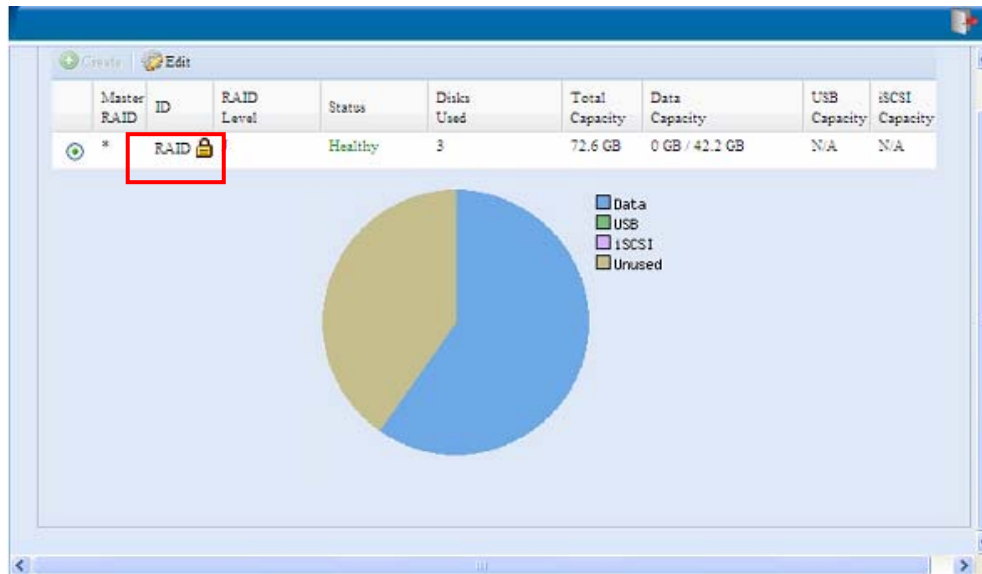 Create Edit
Master RAID ID RAID Level Status Disks Used Total Capacity Data Capacity USB Capacity iSCSI Capacity
* RAID Healthy 3 72.6 GB 0 GB / 42.2 GB N/A N/A
Data
USB
iSCSI
Unused